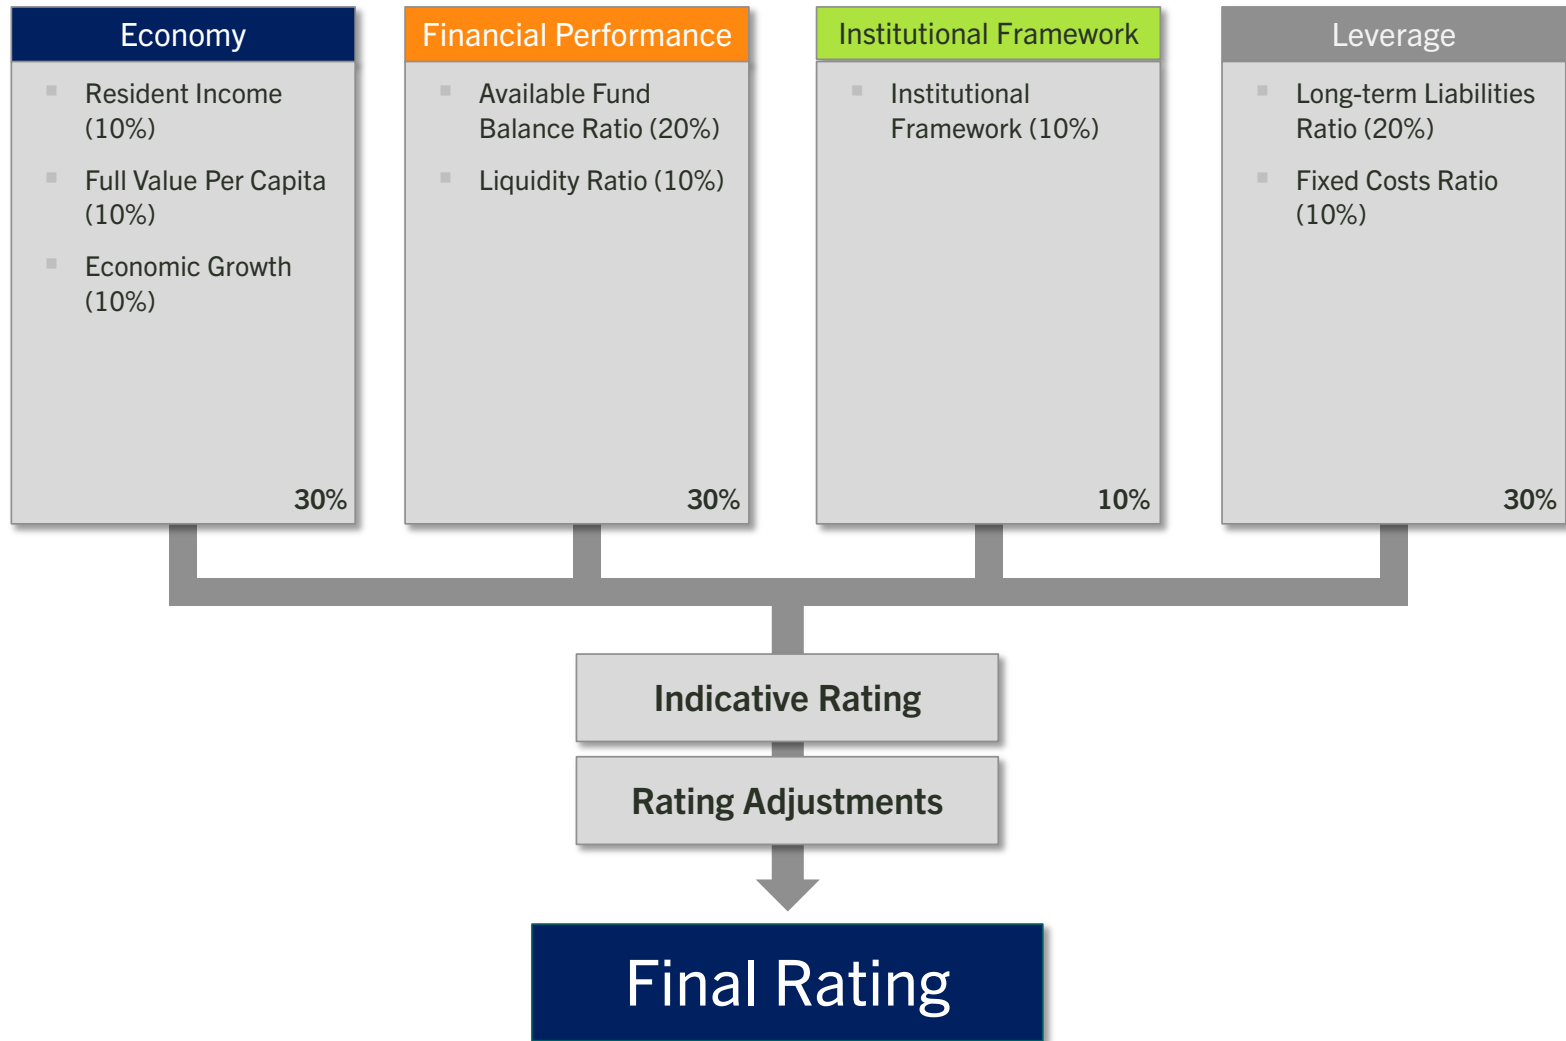 Economy
Resident Income
(10%)
Full Value Per Capita
(10%)
Economic Growth
(10%)
30%
Financial Performance
Available Fund
Balance Ratio (20%)
Liquidity Ratio (10%)
30%
Institutional Framework
Institutional
Framework (10%)
10%
Leverage
Long-term Liabilities
Ratio (20%)
Fixed Costs Ratio
(10%)
30%
Indicative Rating
Rating Adjustments
Final Rating